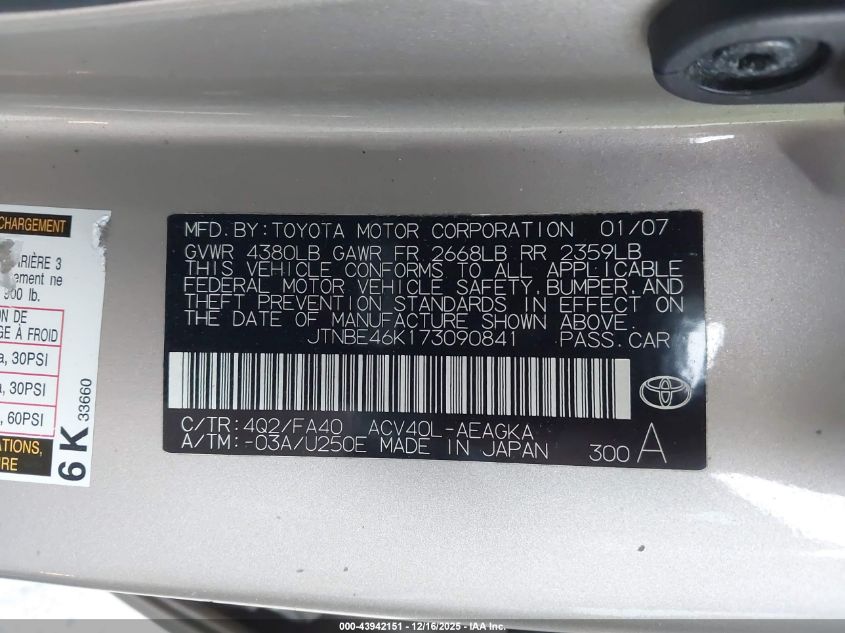 CHARGEMENT
ARRIÈRE 3
ement ne
900 lb.
ON DE
GE À FROID
a, 30PSI
a, 30PSI
, 60PSI
ATIONS,
URE
6 K 33660
MFD. BY: TOYOTA MOTOR CORPORATION 01/07
GVWR 4380LB GAWR FR 2668LB RR 2359LB
THIS VEHICLE CONFORMS TO ALL APPLICABLE
FEDERAL MOTOR VEHICLE SAFETY, BUMPER, AND
THEFT PREVENTION STANDARDS IN EFFECT ON
THE DATE OF MANUFACTURE SHOWN ABOVE.
JTNBE46K173090841 PASS.CAR
C/TR: 4Q2/FA40 ACV40L-AEAGKA
A/TM: -03A/U250E MADE IN JAPAN 300 A
000-43942151 - 12/16/2025 - IAA Inc.